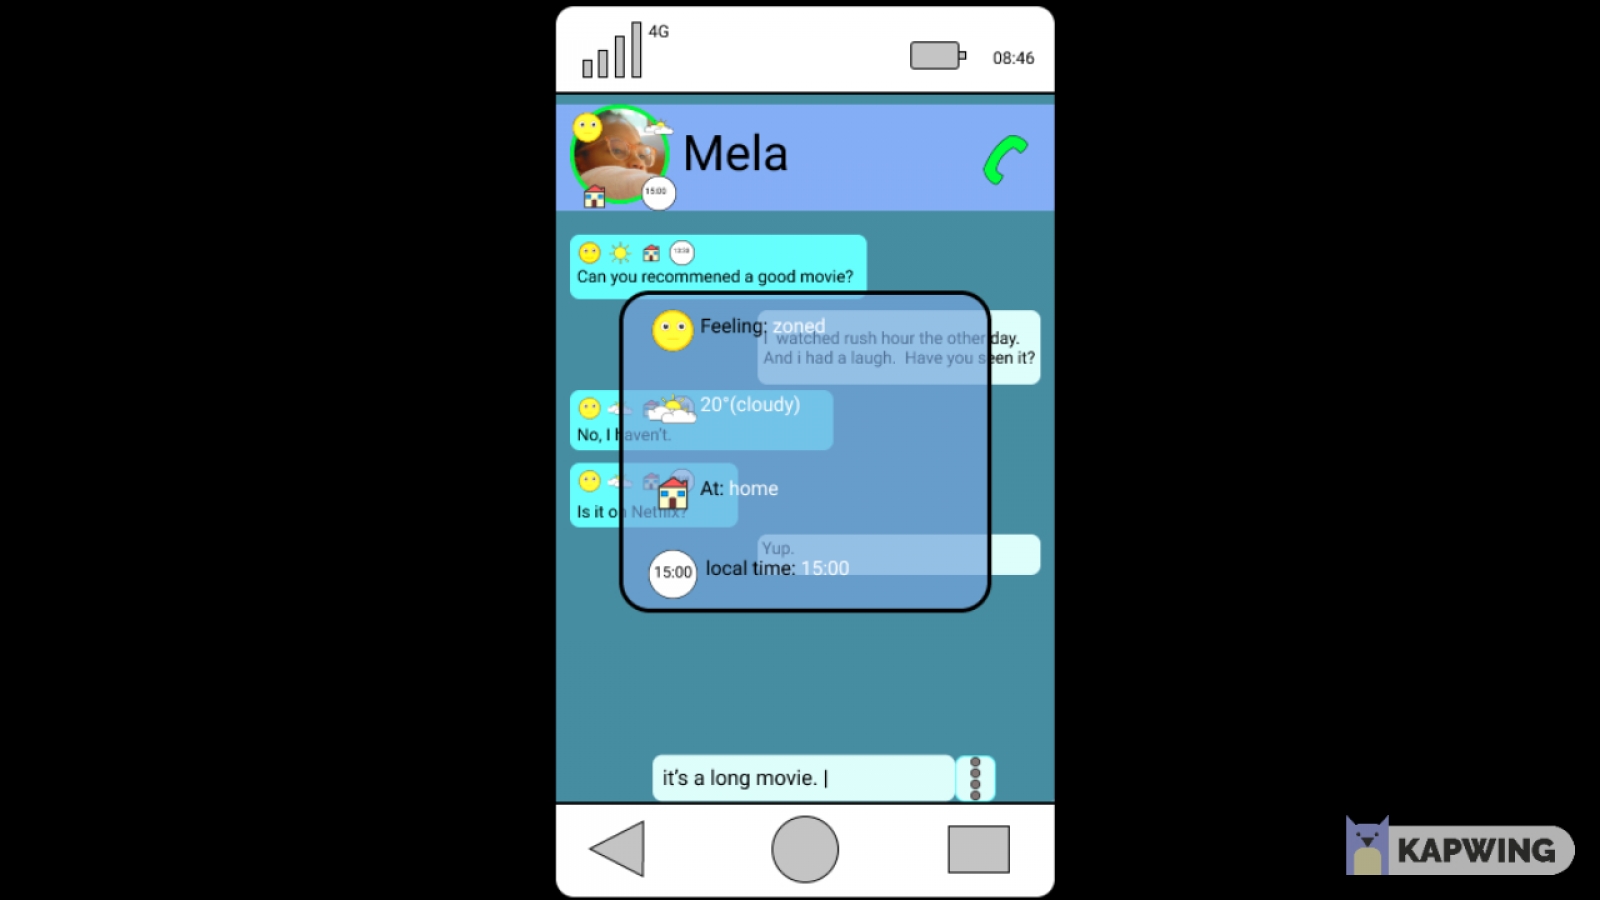 4G
08:46
Mela
15:00
Can you recommened a good movie?
Feeling: zoned
I watched rush hour the other day.
And i had a laugh. Have you seen it?
20°(cloudy)
No, I haven't.
At: home
Is it on Netflix?
Yup.
15:00 local time: 15:00
it's a long movie. |
KAPWING